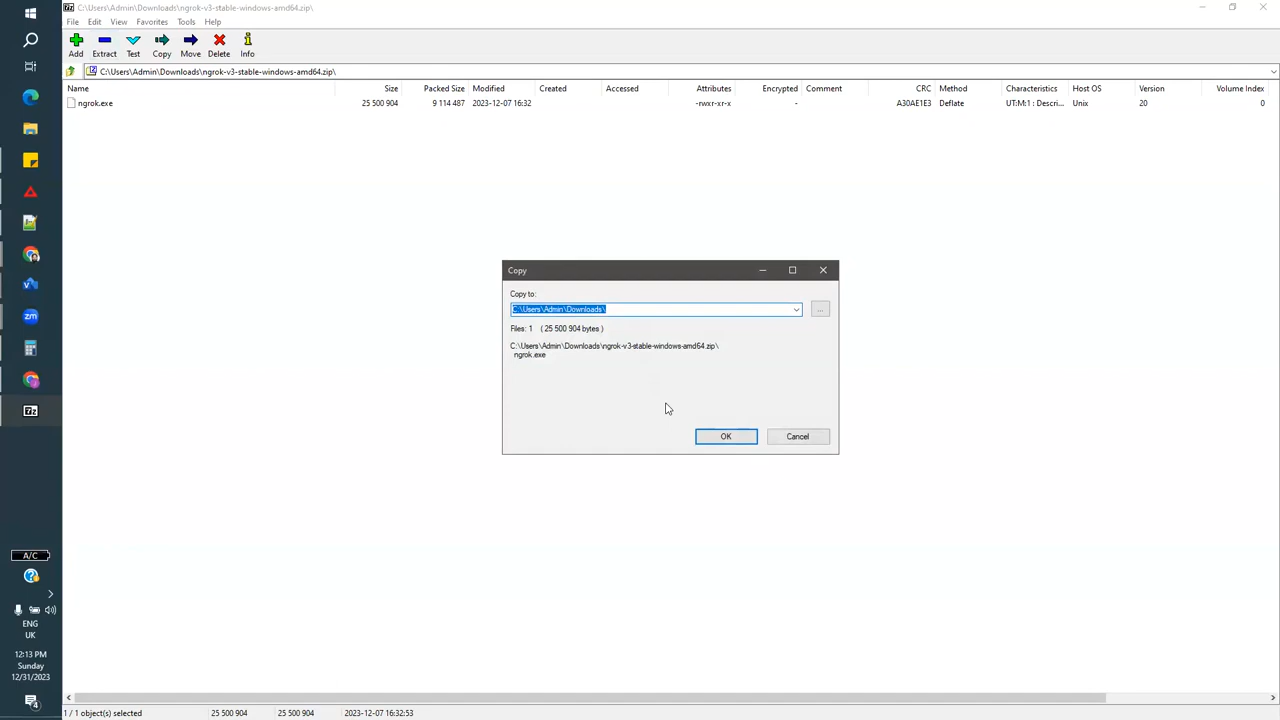 C:\Users\Admin\Downloads\ngrok-v3-stable-windows-amd64.zip\
File Edit View Favorites Tools Help
Add Extract Test Copy Move Delete Info
C:\Users\Admin\Downloads\ngrok-v3-stable-windows-amd64.zip\
Name Size Packed Size Modified Created Accessed Attributes Encrypted Comment CRC Method Characteristics Host OS Version Volume Index
ngrok.exe 25 500 904 9 114 487 2023-12-07 16:32 -rwxr-xr-x - A30AE1E3 Deflate UT:M:1 : Descri... Unix 20 0
Copy
Copy to:
C:\Users\Admin\Downloads\
...
Files: 1 ( 25 500 904 bytes )
C:\Users\Admin\Downloads\ngrok-v3-stable-windows-amd64.zip\
ngrok.exe
OK Cancel
zm
7z
A/C
ENG
UK
12:13 PM
Sunday
12/31/2023
4
1 / 1 object(s) selected 25 500 904 25 500 904 2023-12-07 16:32:53